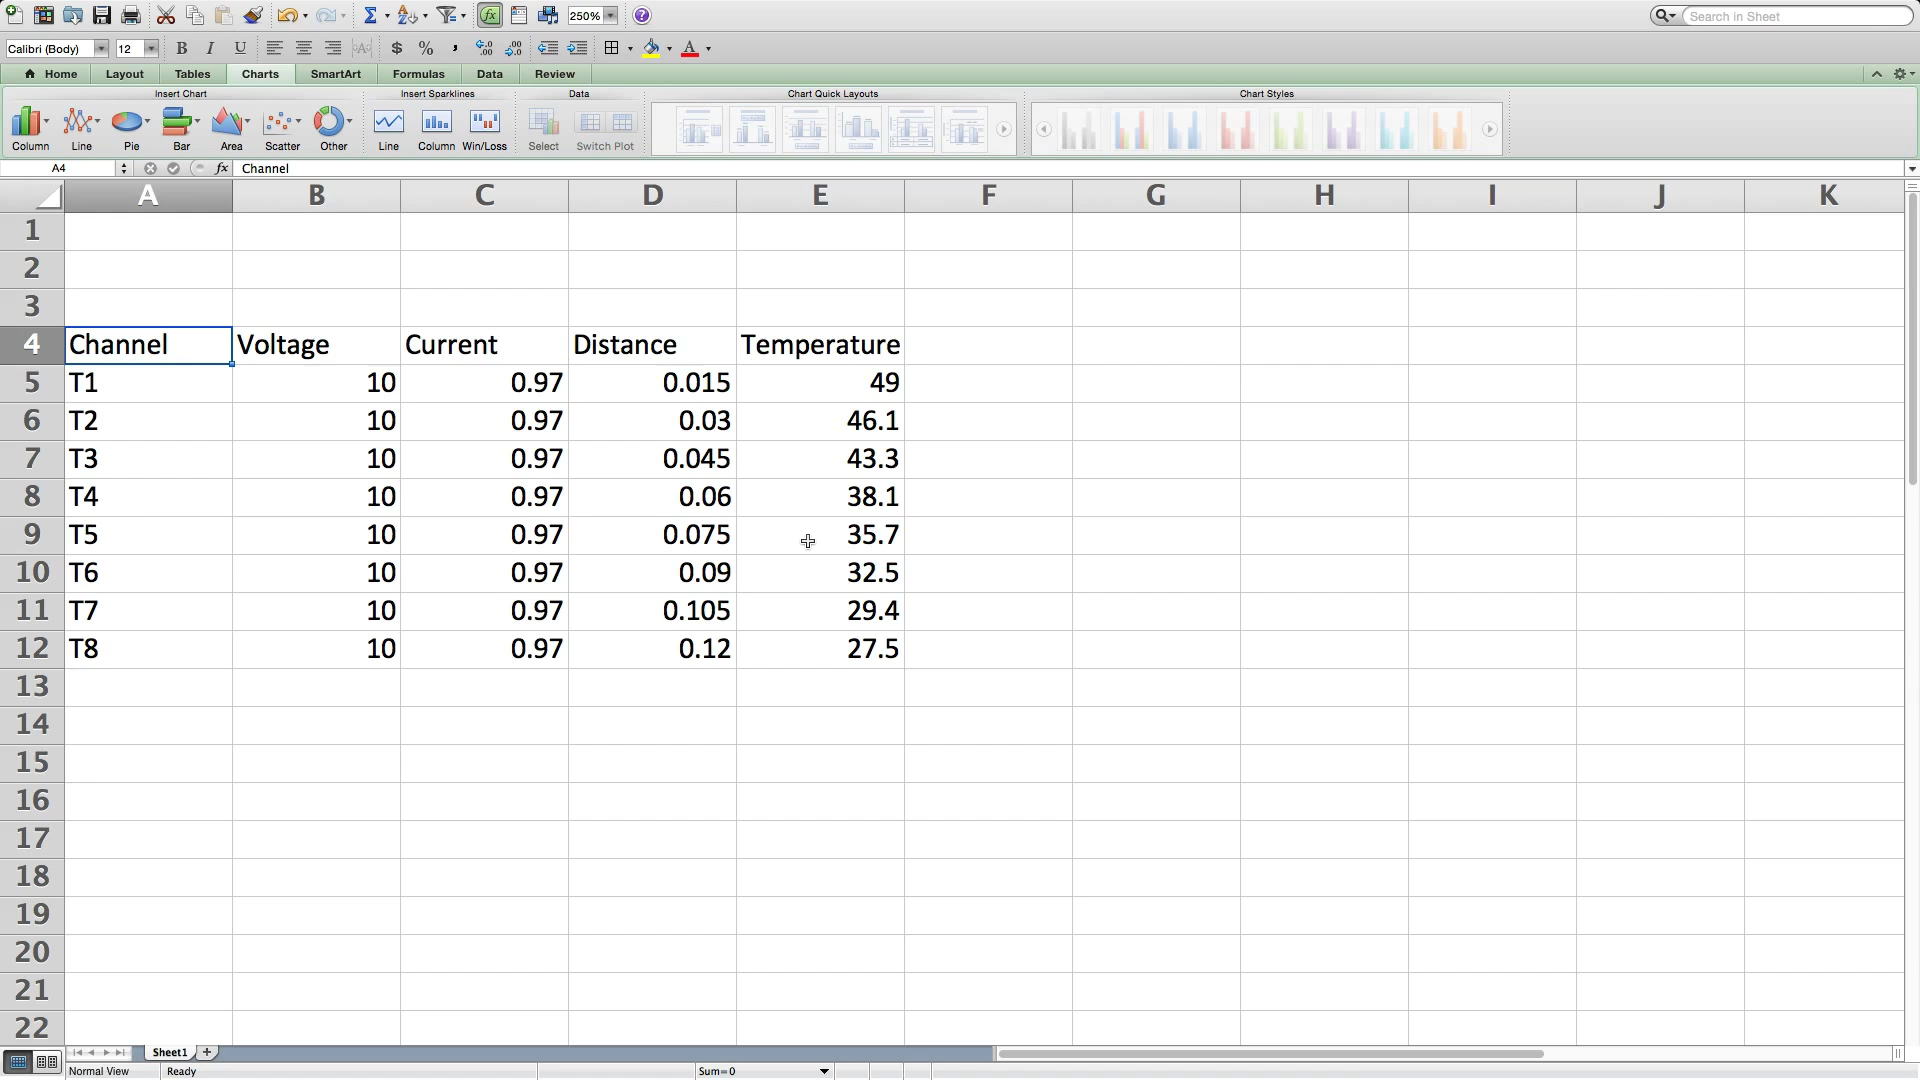 250%
Search in Sheet
Calibri (Body) 12 B I U $ % ,
Home Layout Tables Charts SmartArt Formulas Data Review
Insert Chart Insert Sparklines Data Chart Quick Layouts Chart Styles
Column Line Pie Bar Area Scatter Other Line Column Win/Loss Select Switch Plot
A4 fx Channel
A B C D E F G H I J K
1
2
3
4 Channel Voltage Current Distance Temperature
5 T1 10 0.97 0.015 49
6 T2 10 0.97 0.03 46.1
7 T3 10 0.97 0.045 43.3
8 T4 10 0.97 0.06 38.1
9 T5 10 0.97 0.075 35.7
10 T6 10 0.97 0.09 32.5
11 T7 10 0.97 0.105 29.4
12 T8 10 0.97 0.12 27.5
13
14
15
16
17
18
19
20
21
22
Sheet1
Normal View Ready Sum=0